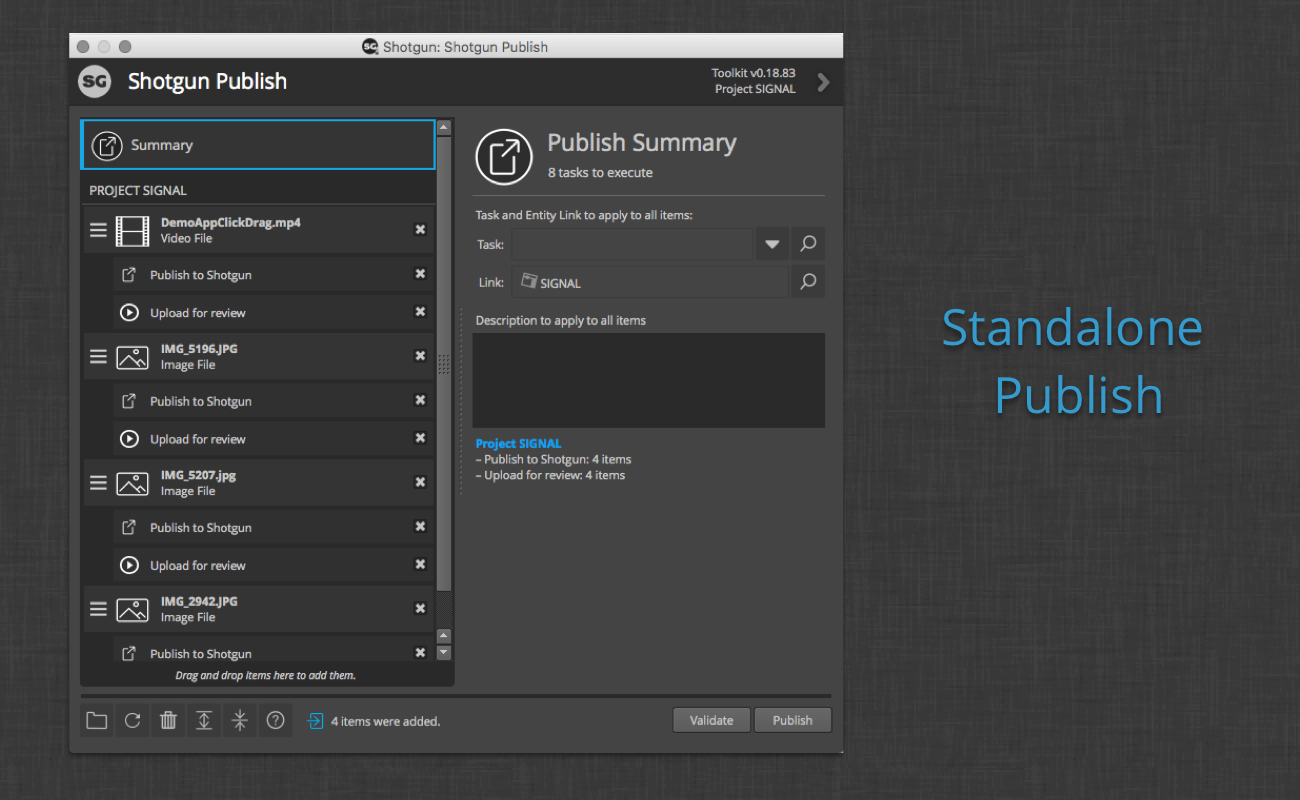 SG Shotgun: Shotgun Publish
SG Shotgun Publish
Toolkit v0.18.83
Project SIGNAL
Summary
PROJECT SIGNAL
DemoAppClickDrag.mp4
Video File
Publish to Shotgun
Upload for review
IMG_5196.JPG
Image File
Publish to Shotgun
Upload for review
IMG_5207.jpg
Image File
Publish to Shotgun
Upload for review
IMG_2942.JPG
Image File
Publish to Shotgun
Drag and drop items here to add them.
Publish Summary
8 tasks to execute
Task and Entity Link to apply to all items:
Task:
Link: SIGNAL
Description to apply to all items
Project SIGNAL
– Publish to Shotgun: 4 items
– Upload for review: 4 items
4 items were added.
Validate Publish
Standalone
Publish